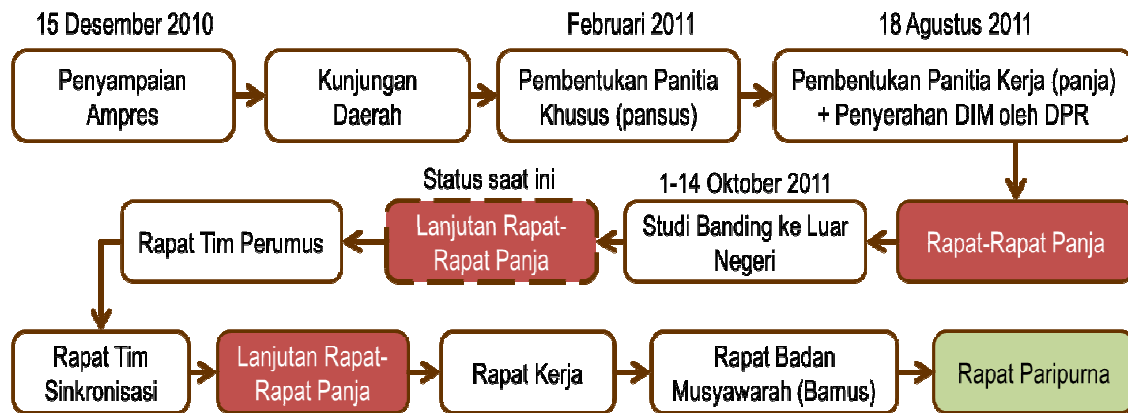 15 Desember 2010
Februari 2011
18 Agustus 2011
Penyampaian
Ampres
Kunjungan
Daerah
Pembentukan Panitia
Khusus (pansus)
Pembentukan Panitia Kerja (panja)
+ Penyerahan DIM oleh DPR
Status saat ini
1-14 Oktober 2011
Rapat Tim Perumus
Lanjutan Rapat-
Rapat Panja
Studi Banding ke Luar
Negeri
Rapat-Rapat Panja
Rapat Tim
Sinkronisasi
Lanjutan Rapat-
Rapat Panja
Rapat Kerja
Rapat Badan
Musyawarah (Bamus)
Rapat Paripurna